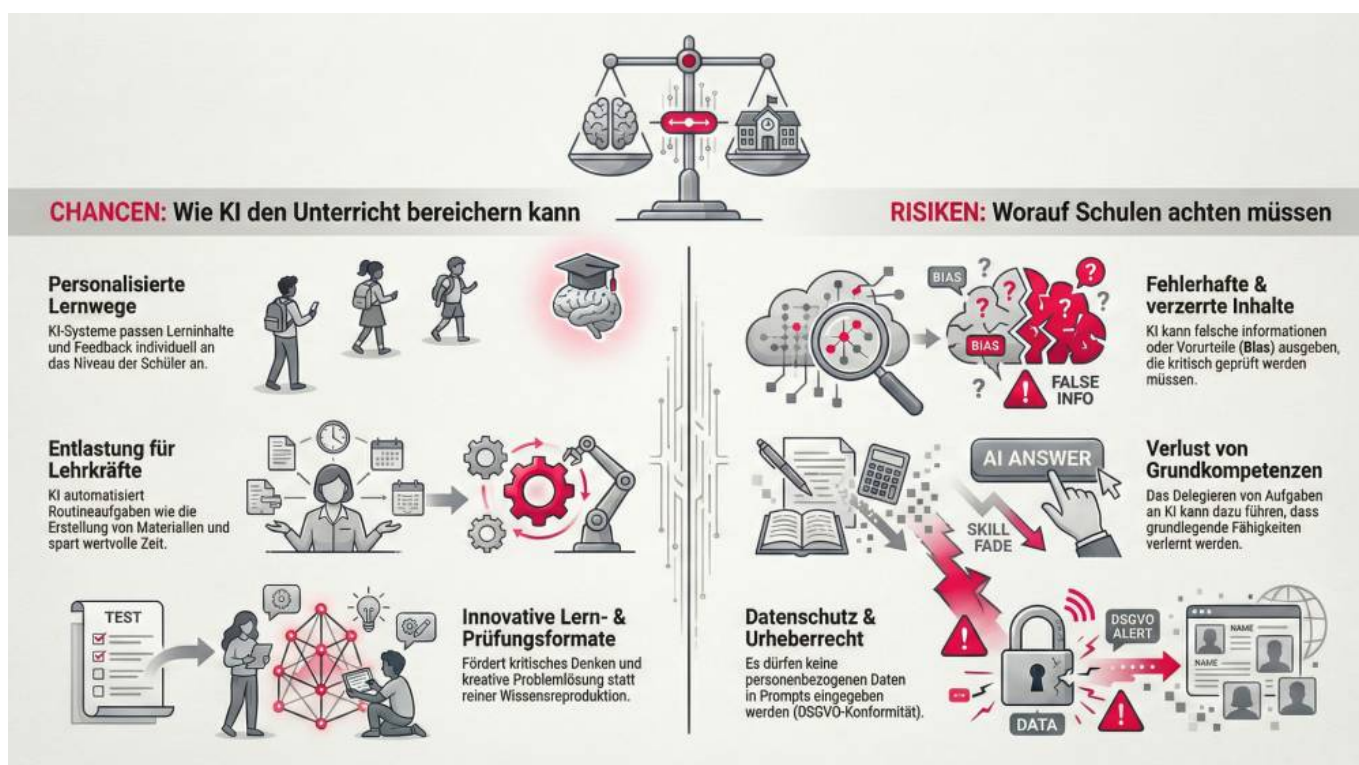 CHANCEN: Wie KI den Unterricht bereichern kann
Personalisierte
Lernwege
KI-Systeme passen Lerninhalte
und Feedback individuell an
das Niveau der Schüler an.
Entlastung für
Lehrkräfte
KI automatisiert
Routineaufgaben wie die
Erstellung von Materiallen und
spart wertvolle Zeit.
TEST
Innovative Lern- &
Prüfungsformate
Fördert kritisches Denken und
kreative Problemlösung statt
reiner Wissensreproduktion.
RISIKEN: Worauf Schulen achten müssen
BIAS
?
?
?
?
?
?
?
BIAS
?
FALSE
INFO
Fehlerhafte &
verzerrte Inhalte
KI kann falsche informationen
oder Vorurteile (Blas) ausgeben,
die kritisch geprüft werden
müssen.
AI ANSWER
SKILL
FADE
Verlust von
Grundkompetenzen
Das Delegieren von Aufgaben
an KI kann dazu führen, dass
grundlegende Fähigkeiten
verlernt werden.
Datenschutz &
Urheberrecht
Es dürfen keine
personenbezogenen Daten
in Prompts eingegeben
werden (DSGVO-Konformität).
DSGVO
ALERT
DATA
NAME
NAME